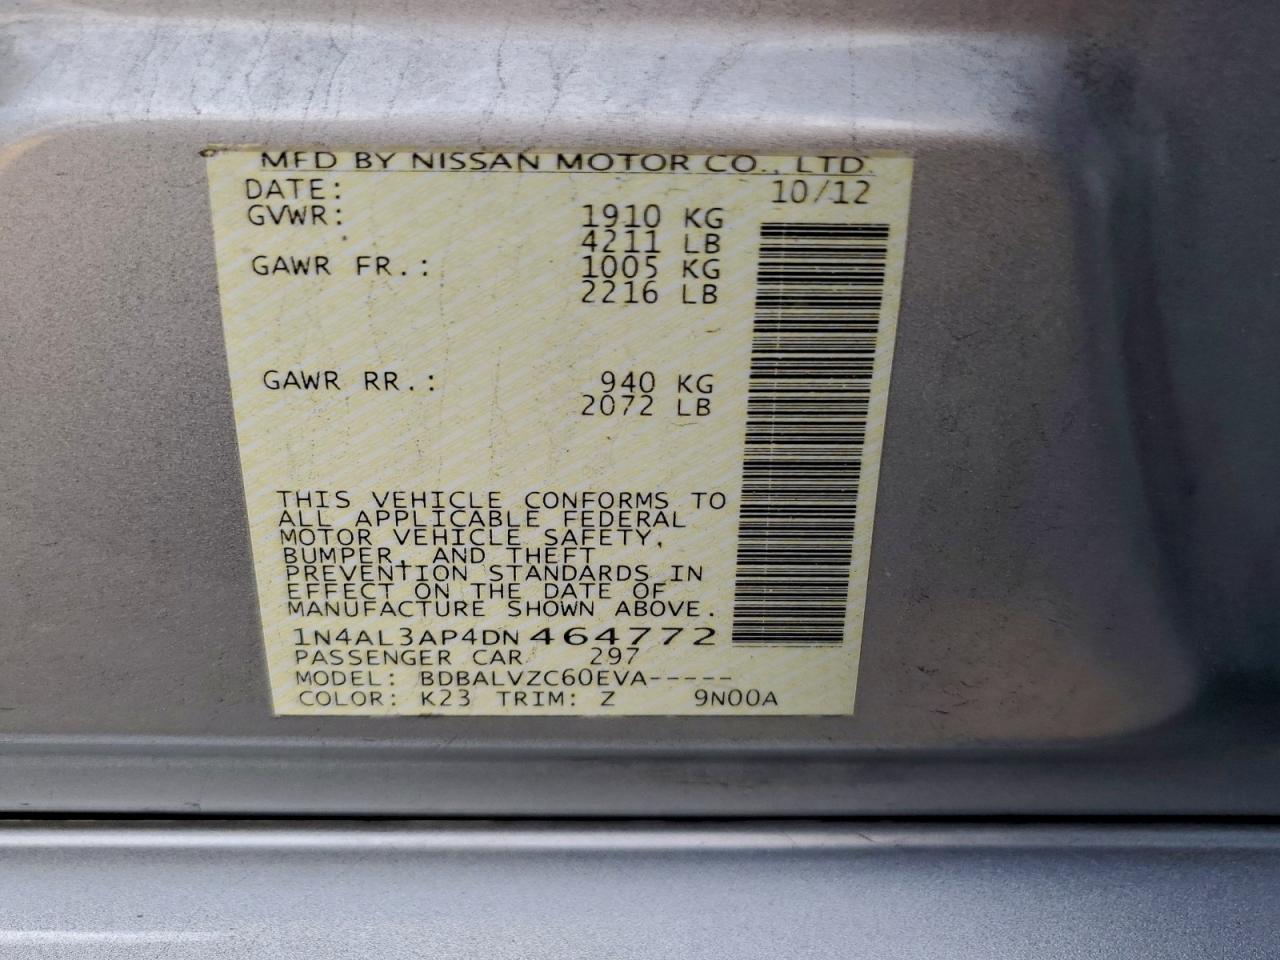 MFD BY NISSAN MOTOR CO., LTD.
DATE: 10/12
GVWR: 1910 KG
4211 LB
GAWR FR.: 1005 KG
2216 LB
GAWR RR.: 940 KG
2072 LB
THIS VEHICLE CONFORMS TO
ALL APPLICABLE FEDERAL
MOTOR VEHICLE SAFETY,
BUMPER, AND THEFT
PREVENTION STANDARDS IN
EFFECT ON THE DATE OF
MANUFACTURE SHOWN ABOVE.
1N4AL3AP4DN464772
PASSENGER CAR 297
MODEL: BDBALVZC60EVA-----
COLOR: K23 TRIM: Z 9N00A